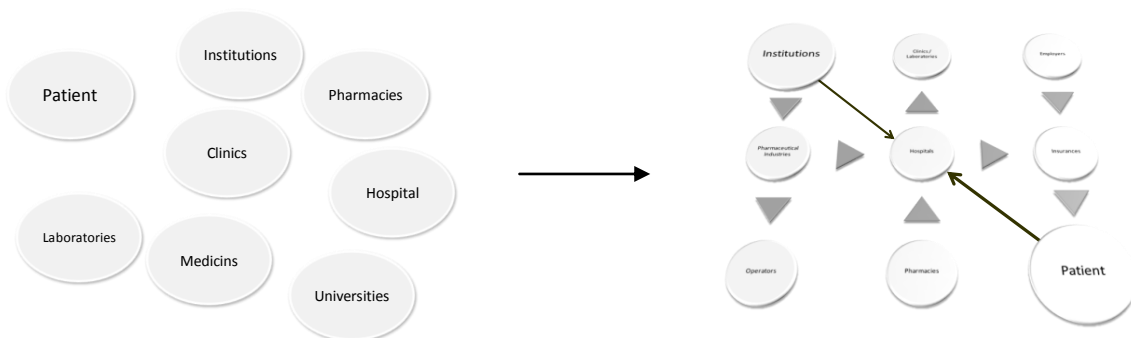 Institutions
Patient
Pharmacies
Clinics
Hospital
Laboratories
Medicins
Universities
Institutions
Clinics/
Laboratories
Employers
Pharmaceutical
Industries
Hospitals
Insurances
Operators
Pharmacies
Patient